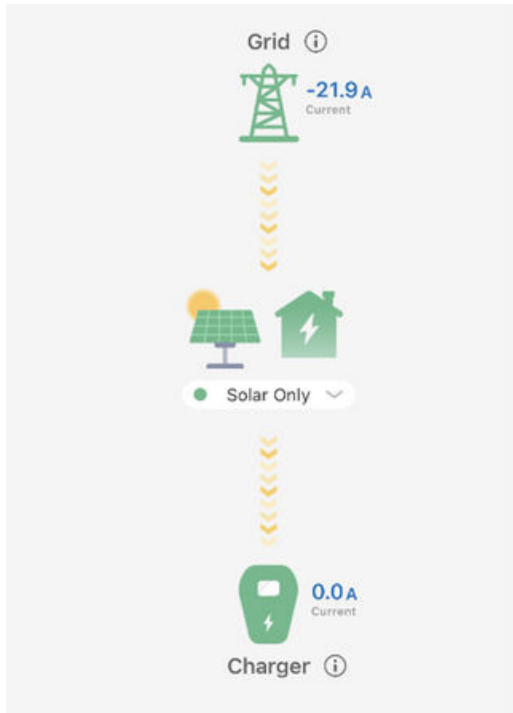 Grid
-21.9 A
Current
Solar Only
0.0 A
Current
Charger